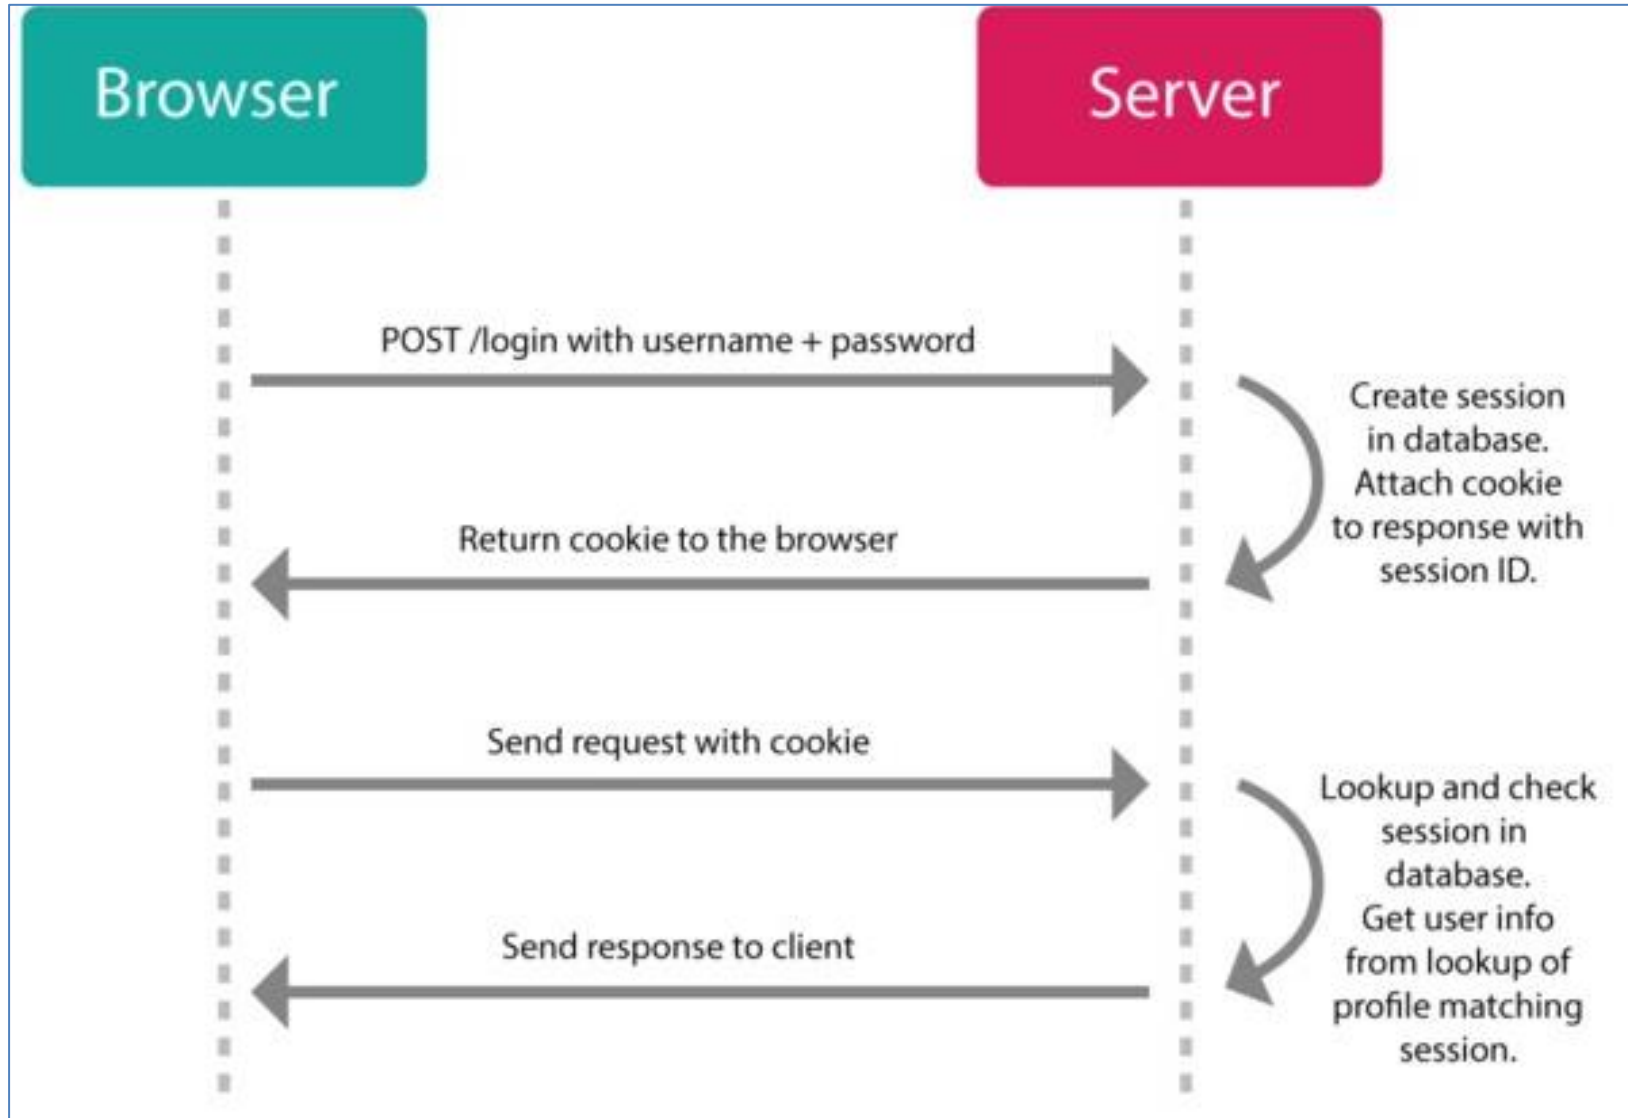 Browser
Server
POST /login with username + password
Create session
in database.
Attach cookie
to response with
session ID.
Return cookie to the browser
Send request with cookie
Lookup and check
session in
database.
Get user info
from lookup of
profile matching
session.
Send response to client